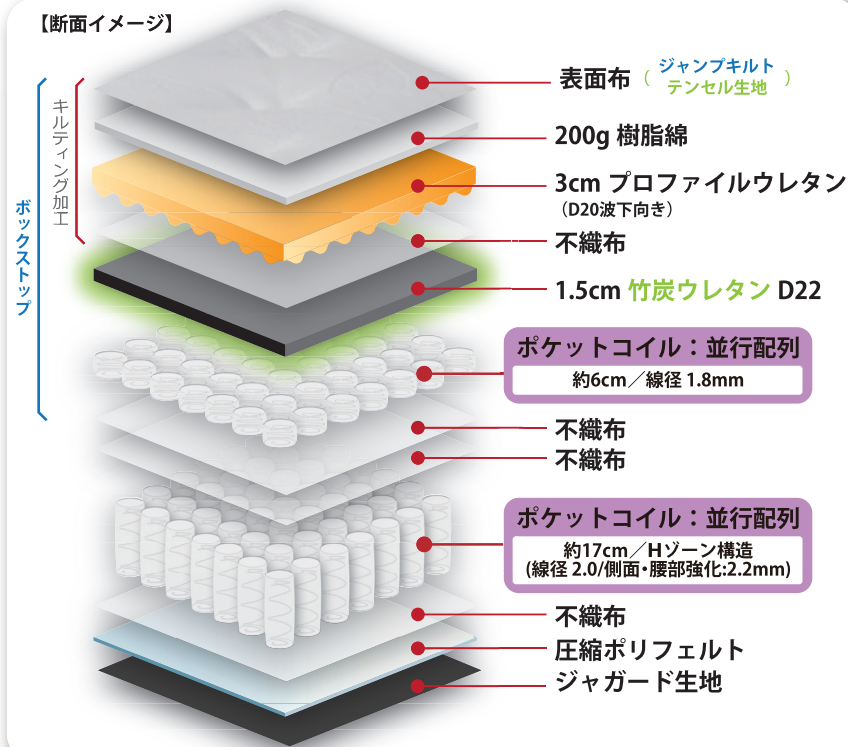 【断面イメージ】
表面布（ジャンプキルト
テンセル生地）
200g 樹脂綿
3cm プロファイルウレタン
（D20波下向き）
不織布
1.5cm 竹炭ウレタン D22
ポケットコイル：並行配列
約6cm／線径 1.8mm
不織布
不織布
ポケットコイル：並行配列
約17cm／Hゾーン構造
(線径 2.0/側面・腰部強化:2.2mm)
不織布
圧縮ポリフェルト
ジャガード生地
キルティング加工
ボックストップ